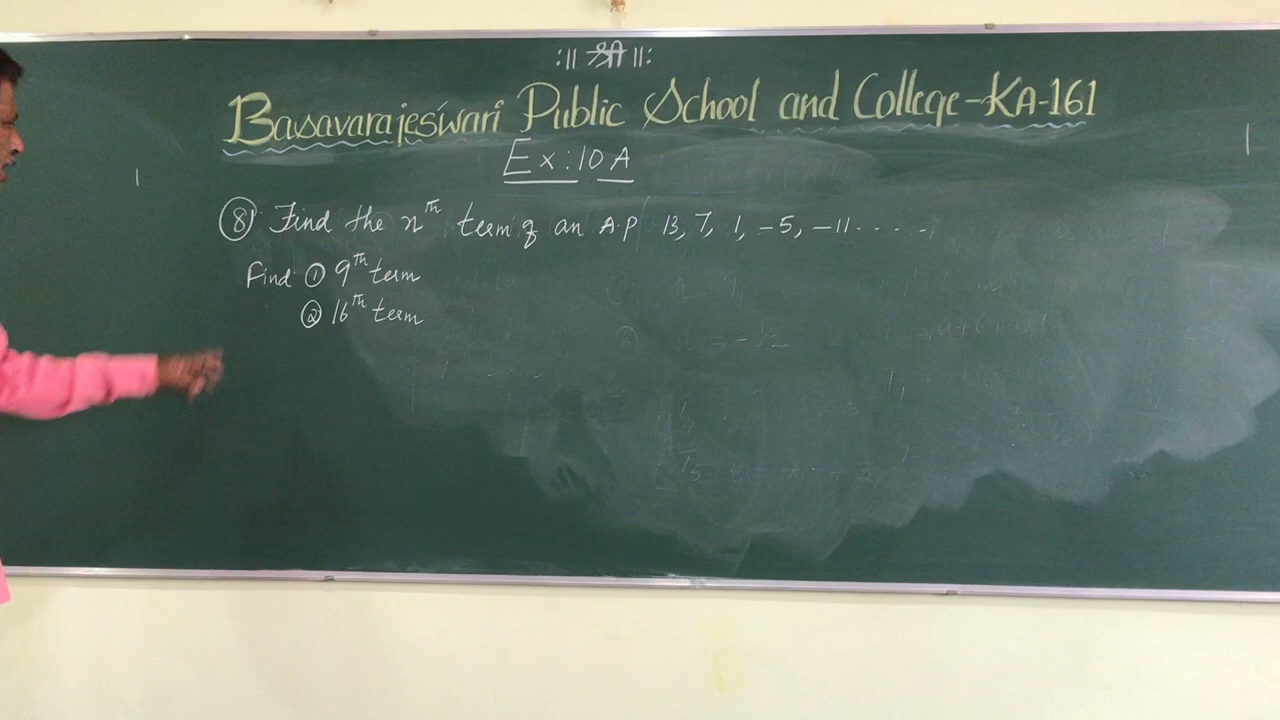 :|| श्री ||:
Basavarajeswari Public School and College-KA-161
Ex:10 A
⑧ Find the nth term of an A.P 13, 7, 1, -5, -11.....
Find ① 9th term
② 16th term